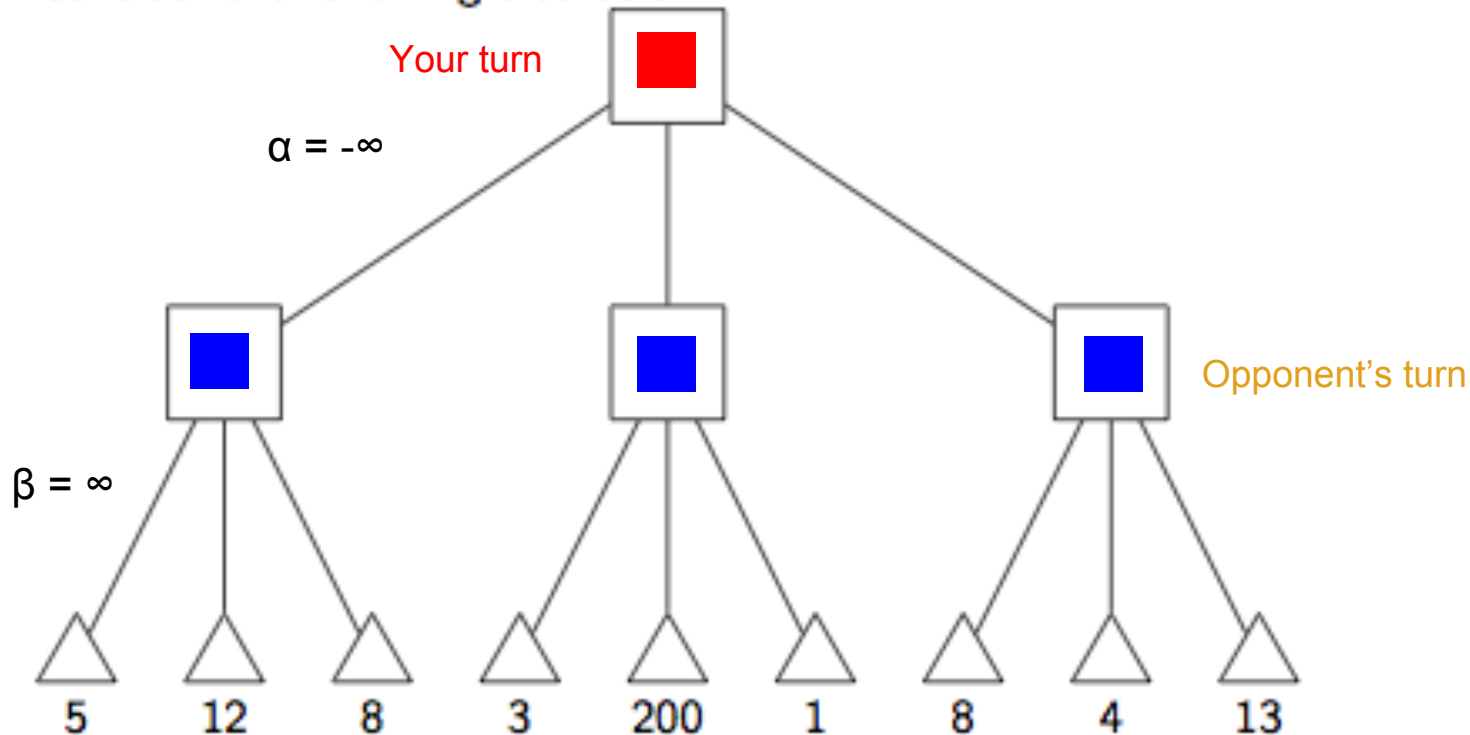 Your turn
α = -∞
Opponent’s turn
β = ∞
5 12 8 3 200 1 8 4 13